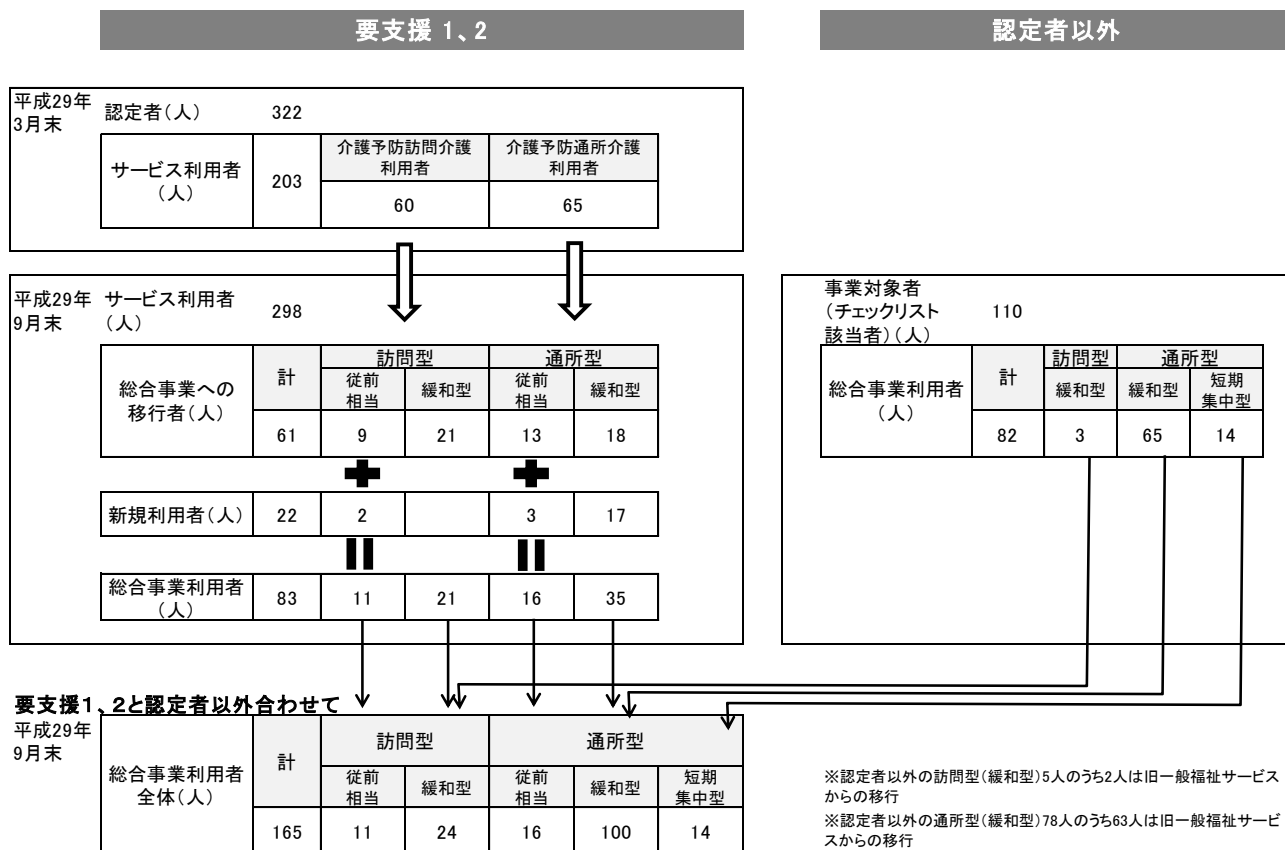 要支援 1、2
認定者以外
平成29年
3月末
認定者（人）
322
サービス利用者
（人）
203
介護予防訪問介護
利用者
介護予防通所介護
利用者
60
65
平成29年
9月末
サービス利用者
（人）
298
総合事業への
移行者（人）
計
訪問型
通所型
従前
相当
緩和型
従前
相当
緩和型
61
9
21
13
18
新規利用者（人）
22
2
3
17
総合事業利用者
（人）
83
11
21
16
35
事業対象者
（チェックリスト
該当者）（人）
110
総合事業利用者
（人）
計
訪問型
通所型
緩和型
緩和型
短期
集中型
82
3
65
14
要支援1、2と認定者以外合わせて
平成29年
9月末
総合事業利用者
全体（人）
計
訪問型
通所型
従前
相当
緩和型
従前
相当
緩和型
短期
集中型
165
11
24
16
100
14
※認定者以外の訪問型（緩和型）5人のうち2人は旧一般福祉サービス
からの移行
※認定者以外の通所型（緩和型）78人のうち63人は旧一般福祉サービ
スからの移行